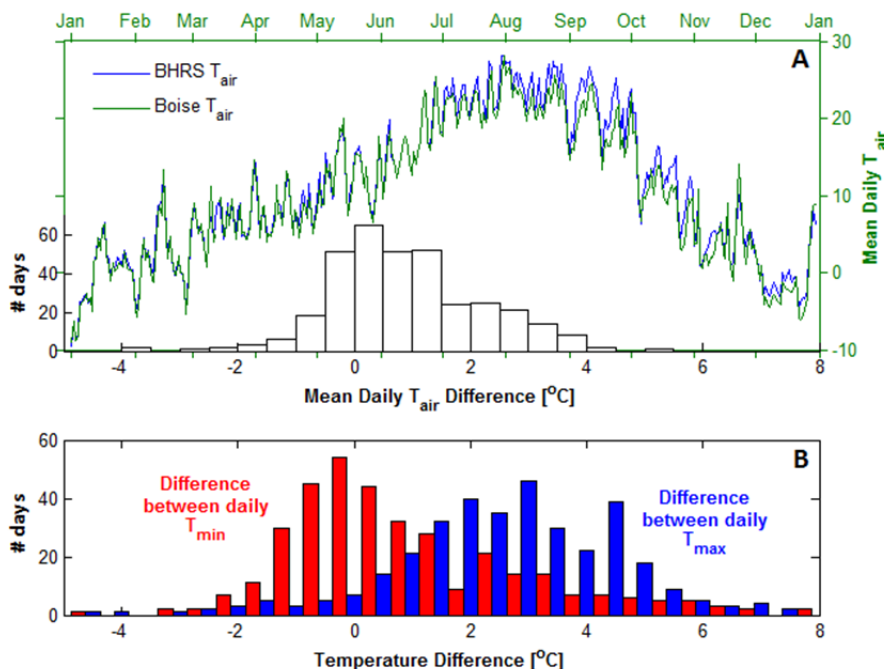 Jan Feb Mar Apr May Jun Jul Aug Sep Oct Nov Dec Jan
A
30
20
10
0
-10
Mean Daily Tair
BHRS Tair
Boise Tair
60
40
20
0
# days
-4 -2 0 2 4 6 8
Mean Daily Tair Difference [oC]
B
60
40
20
0
# days
Difference
between daily
Tmin
Difference
between daily
Tmax
-4 -2 0 2 4 6 8
Temperature Difference [oC]